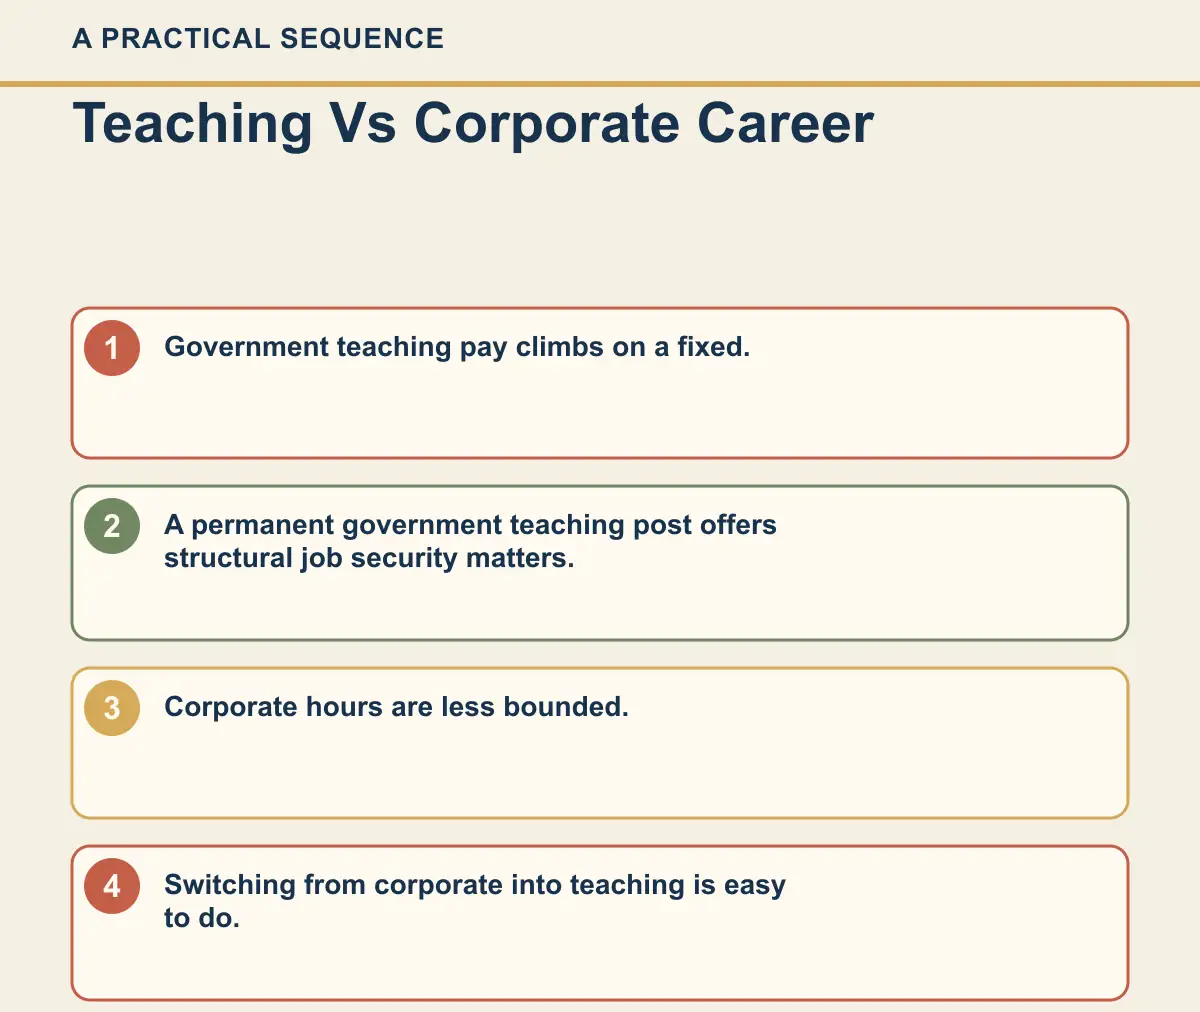 A PRACTICAL SEQUENCE
Teaching Vs Corporate Career
1
Government teaching pay climbs on a fixed.
2
A permanent government teaching post offers
structural job security matters.
3
Corporate hours are less bounded.
4
Switching from corporate into teaching is easy
to do.